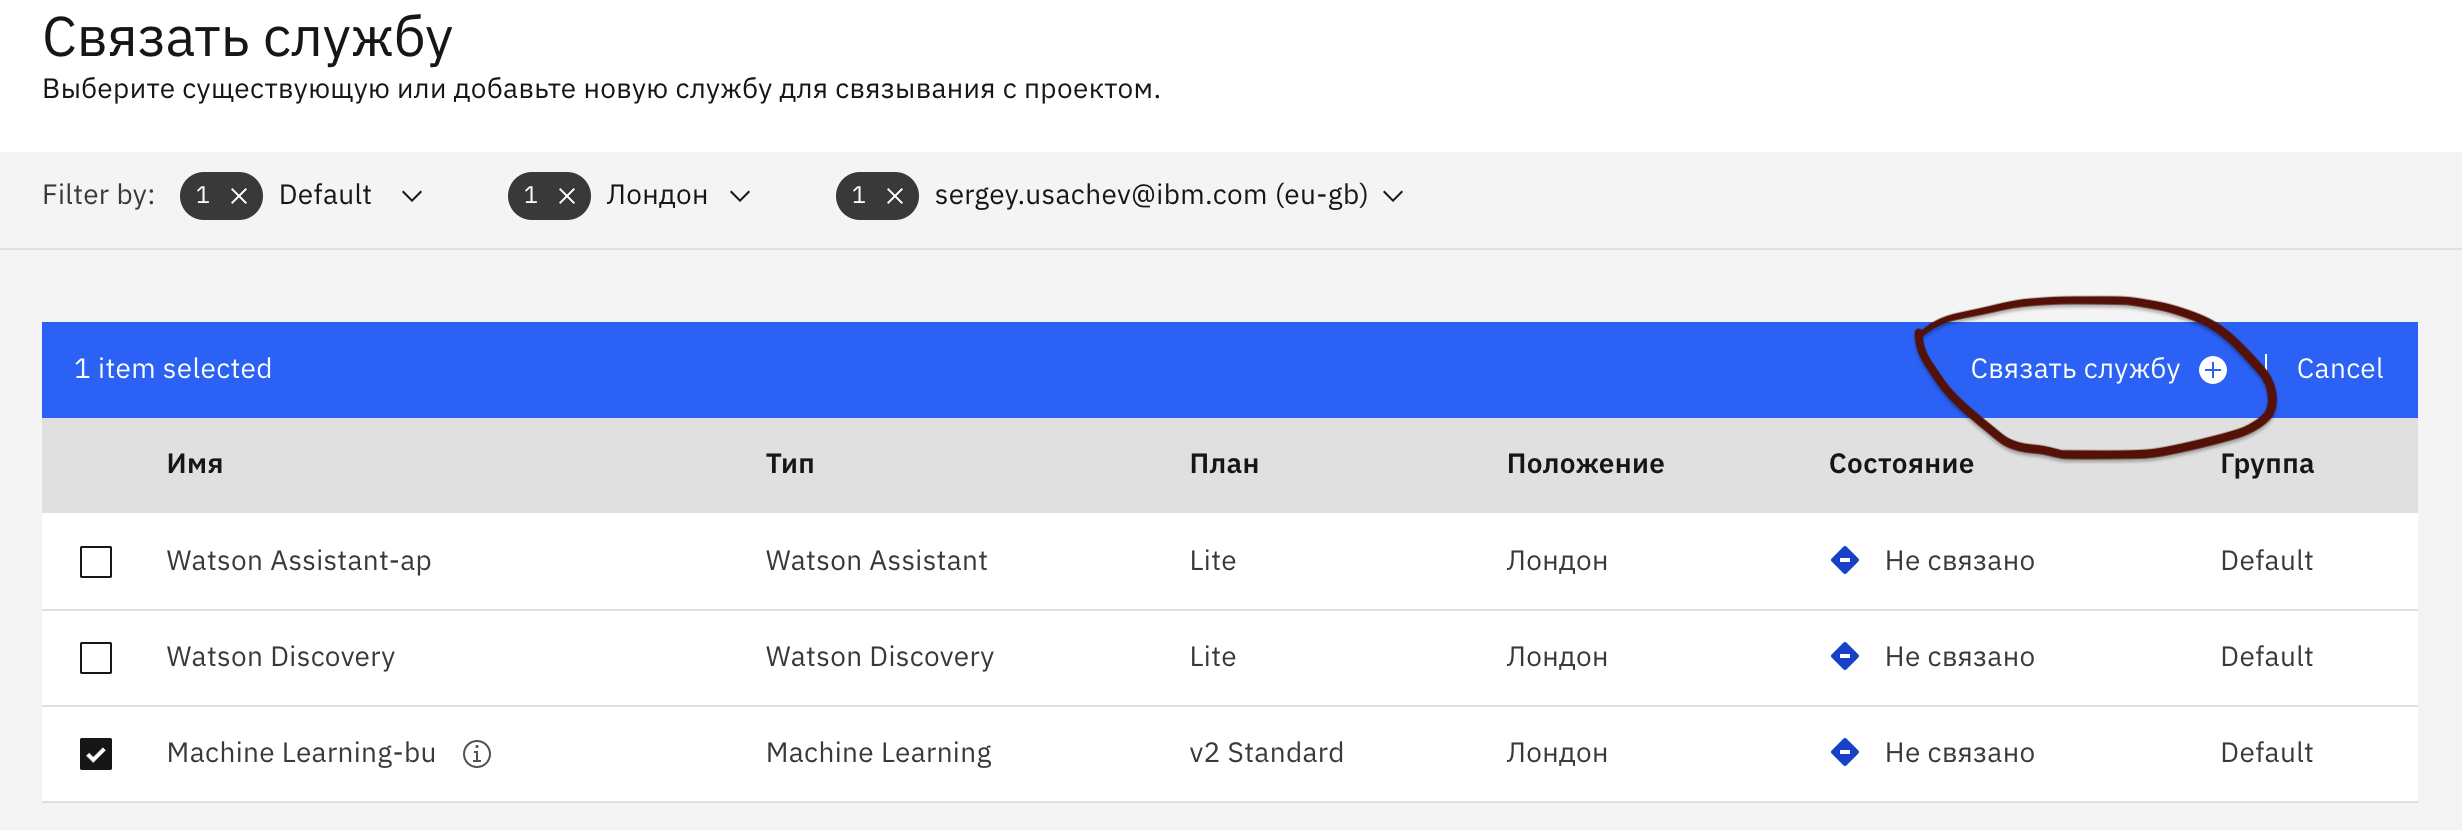 Связать службу
Выберите существующую или добавьте новую службу для связывания с проектом.
Filter by: 1 Default 1 Лондон 1 sergey.usachev@ibm.com (eu-gb)
1 item selected Связать службу Cancel
Имя Тип План Положение Состояние Группа
Watson Assistant-ap Watson Assistant Lite Лондон Не связано Default
Watson Discovery Watson Discovery Lite Лондон Не связано Default
Machine Learning-bu Machine Learning v2 Standard Лондон Не связано Default